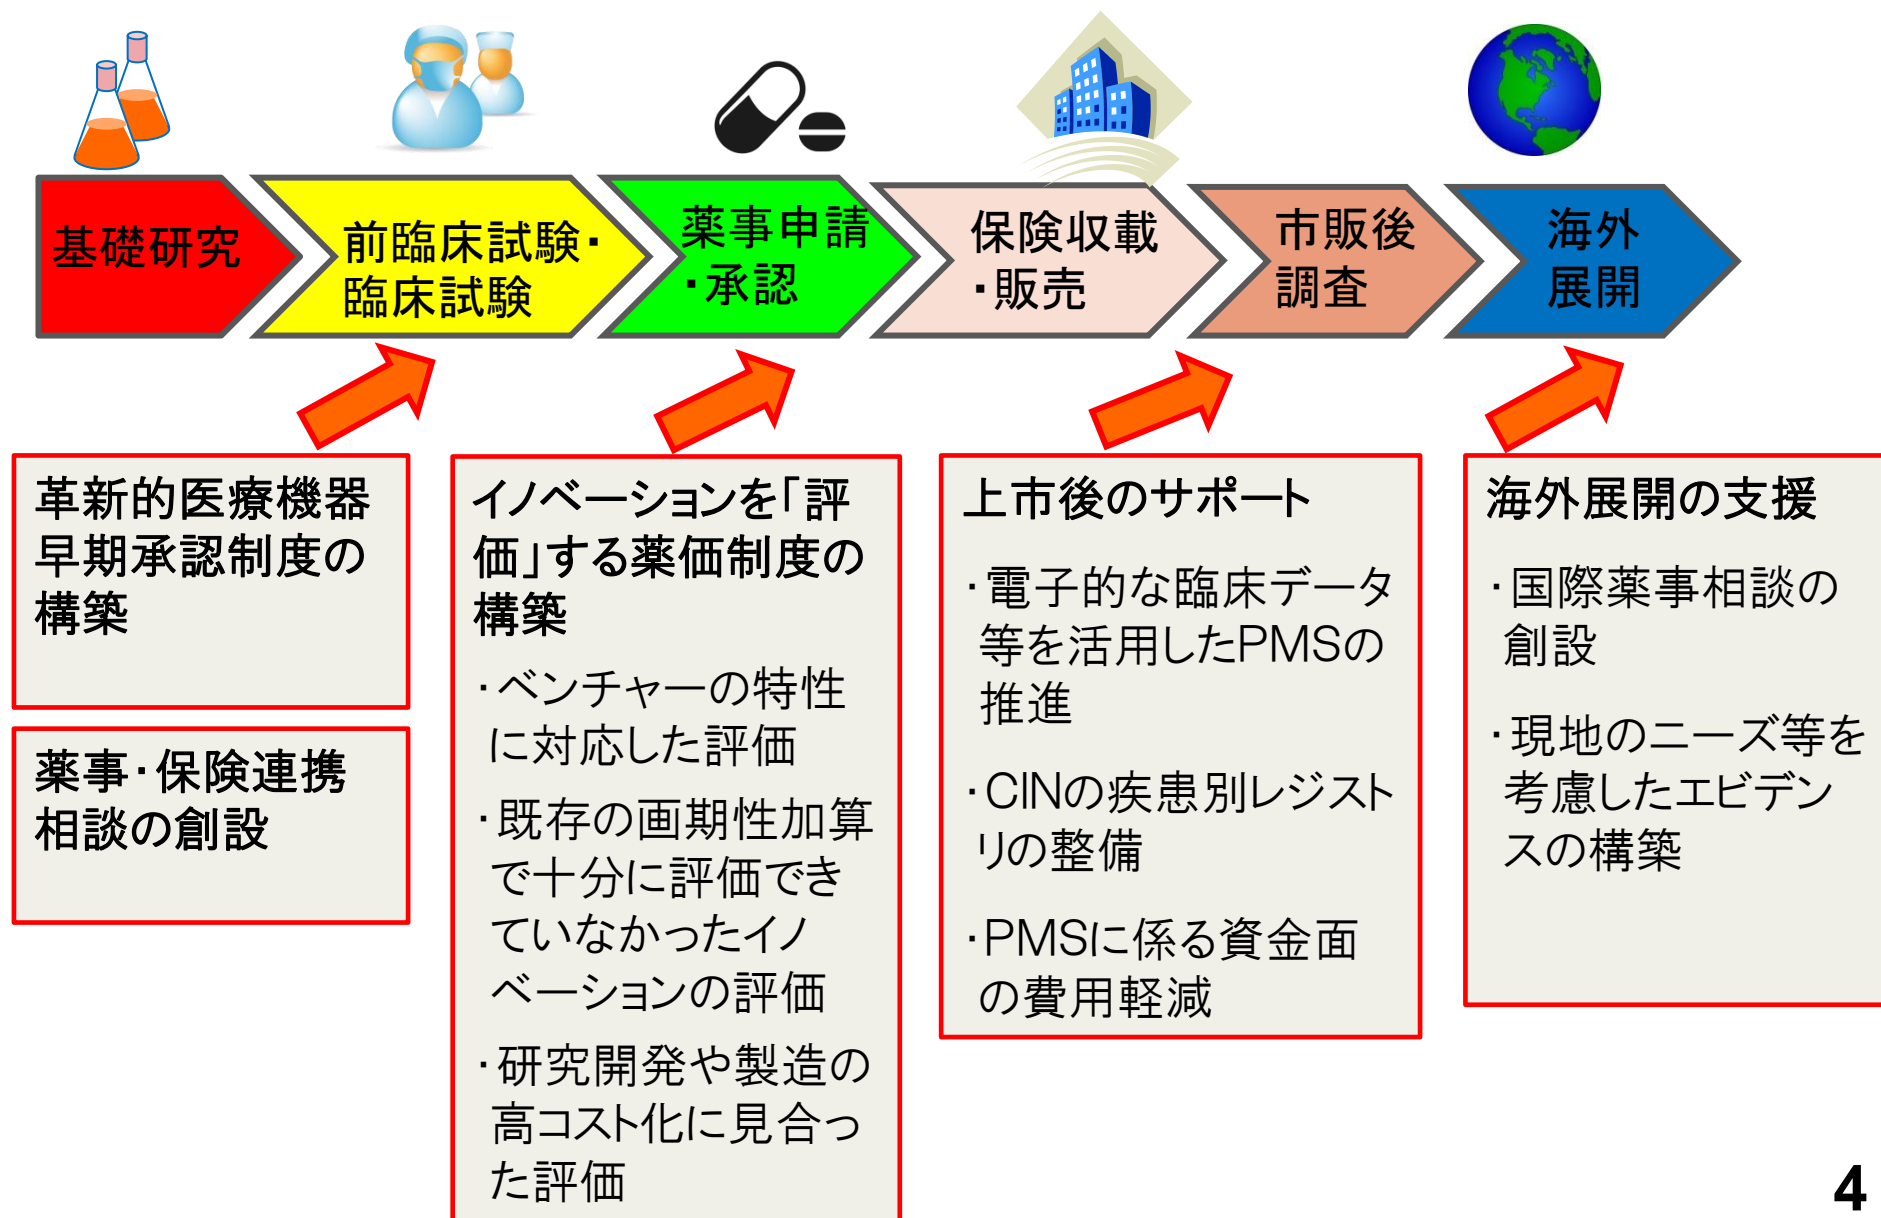 基礎研究
前臨床試験・
臨床試験
薬事申請
・承認
保険収載
・販売
市販後
調査
海外
展開
革新的医療機器
早期承認制度の
構築
薬事・保険連携
相談の創設
イノベーションを「評
価」する薬価制度の
構築
・ベンチャーの特性
に対応した評価
・既存の画期性加算
で十分に評価でき
ていなかったイノ
ベーションの評価
・研究開発や製造の
高コスト化に見合っ
た評価
上市後のサポート
・電子的な臨床データ
等を活用したPMSの
推進
・CINの疾患別レジスト
リの整備
・PMSに係る資金面
の費用軽減
海外展開の支援
・国際薬事相談の
創設
・現地のニーズ等を
考慮したエビデン
スの構築
4